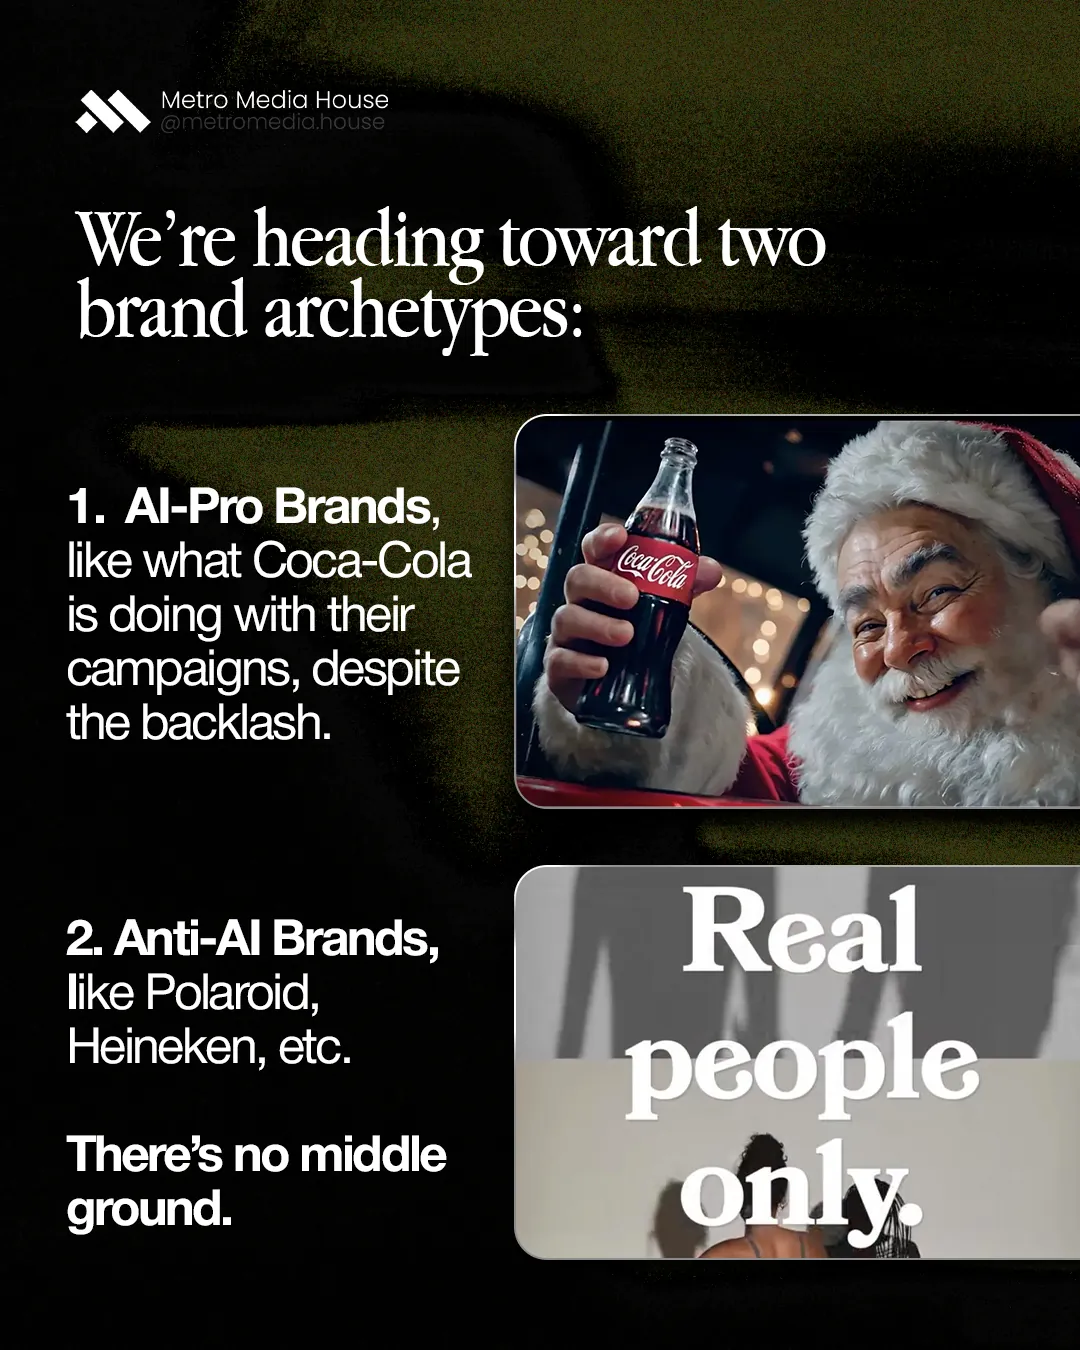 Metro Media House
@metromedia.house
We’re heading toward two
brand archetypes:
1. AI-Pro Brands,
like what Coca-Cola
is doing with their
campaigns, despite
the backlash.
Coca-Cola
2. Anti-AI Brands,
like Polaroid,
Heineken, etc.
There’s no middle
ground.
Real
people
only.